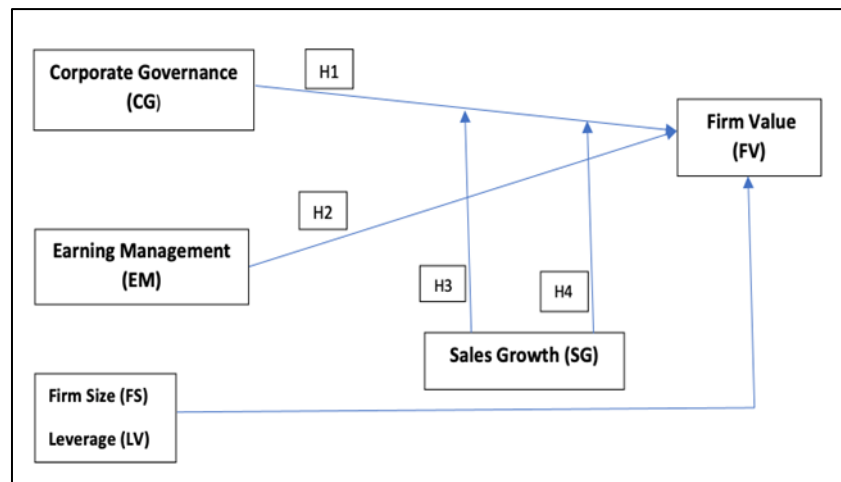 Corporate Governance
(CG)
H1
Firm Value
(FV)
H2
Earning Management
(EM)
H3
H4
Sales Growth (SG)
Firm Size (FS)
Leverage (LV)